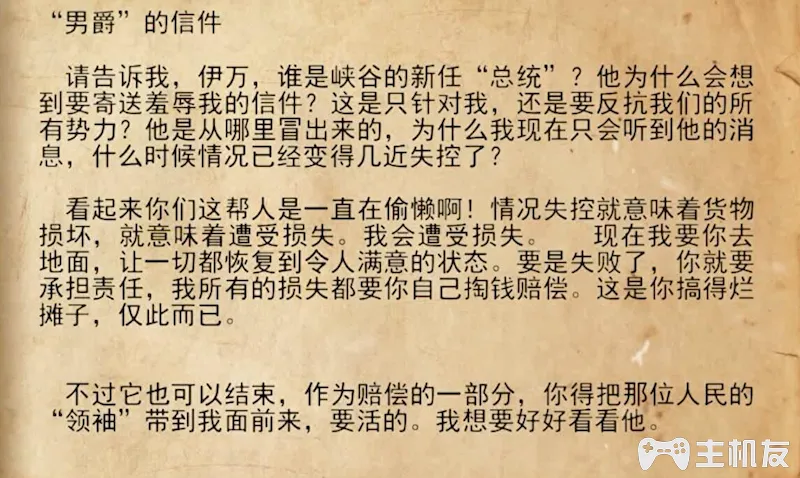 “男爵”的信件
请告诉我，伊万，谁是峡谷的新任“总统”？他为什么会想
到要寄送羞辱我的信件？这是只针对我，还是要反抗我们的所
有势力？他是从哪里冒出来的，为什么我现在只会听到他的消
息，什么时候情况已经变得几近失控了？
看起来你们这帮人是一直在偷懒啊！情况失控就意味着货物
损坏，就意味着遭受损失。我会遭受损失。 现在我要你去
地面，让一切都恢复到令人满意的状态。要是失败了，你就要
承担责任，我所有的损失都要你自己掏钱赔偿。这是你搞得烂
摊子，仅此而已。
不过它也可以结束，作为赔偿的一部分，你得把那位人民的
“领袖”带到我面前来，要活的。我想要好好看看他。
主机友